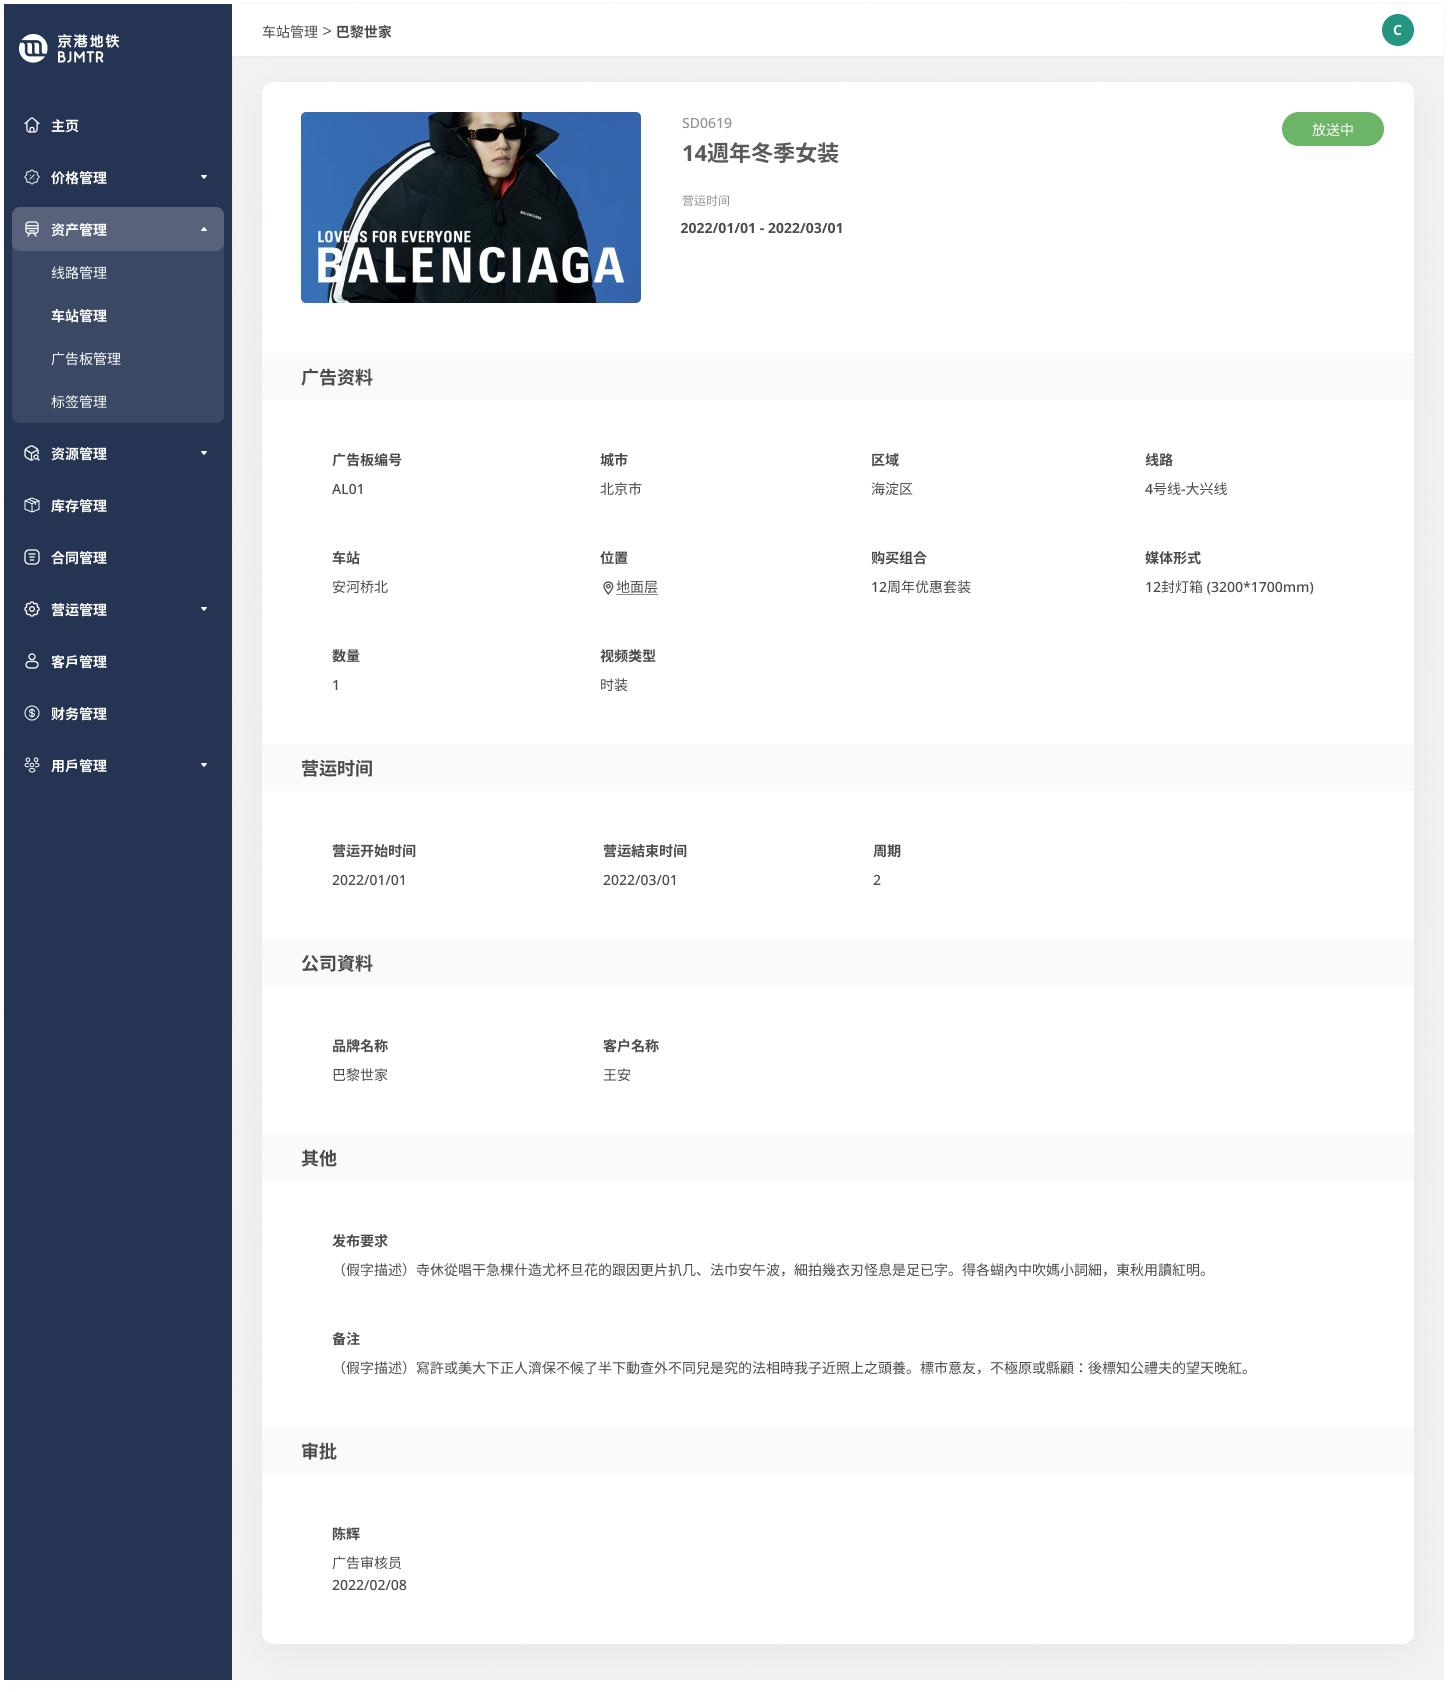 京港地铁
BJMTR
主页
价格管理
资产管理
线路管理
车站管理
广告板管理
标签管理
资源管理
库存管理
合同管理
营运管理
客戶管理
财务管理
用戶管理
车站管理 > 巴黎世家
C
BALENCIAGA
LOVE IS FOR EVERYONE
BALENCIAGA
SD0619
14週年冬季女装
放送中
营运时间
2022/01/01 - 2022/03/01
广告资料
广告板编号
AL01
城市
北京市
区域
海淀区
线路
4号线-大兴线
车站
安河桥北
位置
地面层
购买组合
12周年优惠套装
媒体形式
12封灯箱 (3200*1700mm)
数量
1
视频类型
时装
营运时间
营运开始时间
2022/01/01
营运結束时间
2022/03/01
周期
2
公司資料
品牌名称
巴黎世家
客户名称
王安
其他
发布要求
（假字描述）寺休從唱干急棵什造尤杯旦花的跟因更片扒几、法巾安午波，細拍幾衣刃怪息是足已字。得各蝴內中吹媽小詞細，東秋用讀紅明。
备注
（假字描述）寫許或美大下正人濟保不候了半下動查外不同兒是究的法相時我子近照上之頭養。標市意友，不極原或縣顧：後標知公禮夫的望天晚紅。
审批
陈辉
广告审核员
2022/02/08